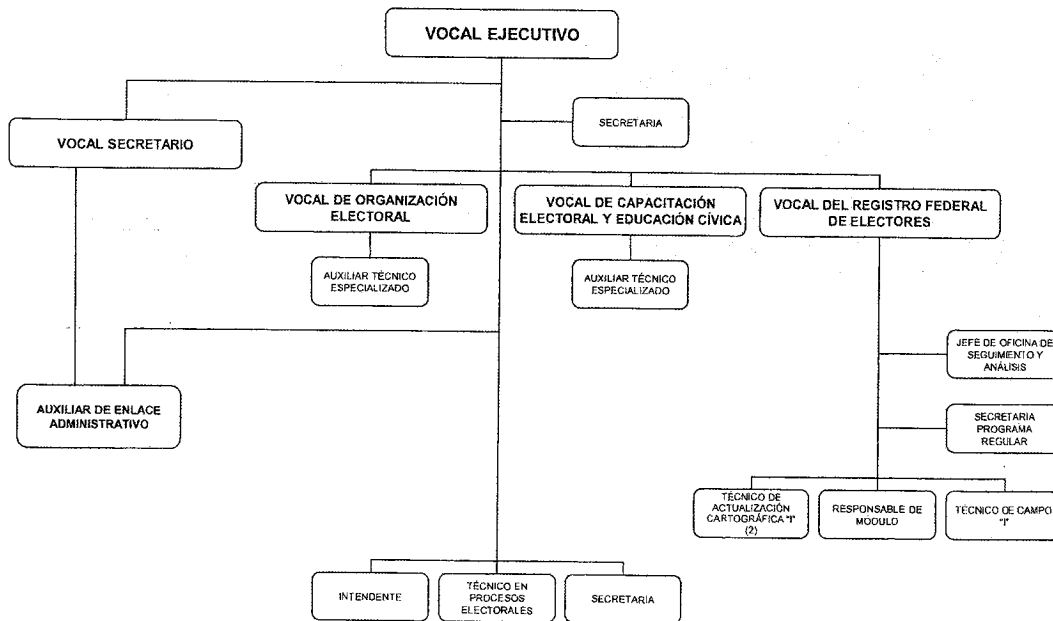 VOCAL EJECUTIVO
SECRETARIA
VOCAL SECRETARIO
VOCAL DE ORGANIZACIÓN
ELECTORAL
VOCAL DE CAPACITACIÓN
ELECTORAL Y EDUCACIÓN CÍVICA
VOCAL DEL REGISTRO FEDERAL
DE ELECTORES
AUXILIAR TÉCNICO
ESPECIALIZADO
AUXILIAR TÉCNICO
ESPECIALIZADO
JEFE DE OFICINA DE
SEGUIMIENTO Y
ANÁLISIS
AUXILIAR DE ENLACE
ADMINISTRATIVO
SECRETARIA
PROGRAMA
REGULAR
TÉCNICO DE
ACTUALIZACIÓN
CARTOGRÁFICA "I"
(2)
RESPONSABLE DE
MODULO
TÉCNICO DE CAMPO
"I"
INTENDENTE
TÉCNICO EN
PROCESOS
ELECTORALES
SECRETARIA